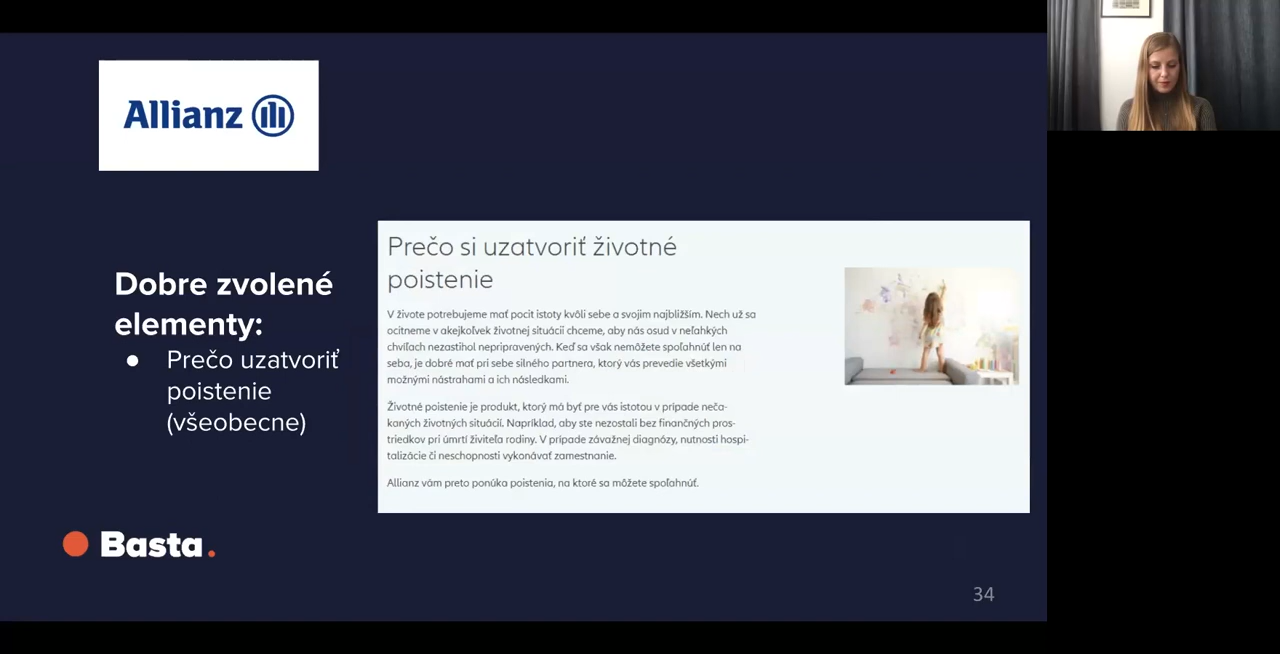 Allianz
Dobre zvolené
elementy:
● Prečo uzatvoriť
poistenie
(všeobecne)
Prečo si uzatvoriť životné
poistenie
V živote potrebujeme mať pocit istoty kvôli sebe a svojim najbližším. Nech už sa
ocitneme v akejkoľvek životnej situácii chceme, aby nás osud v neľahkých
chvíľach nezastihol nepripravených. Keď sa však nemôžete spoľahnúť len na
seba, je dobré mať pri sebe silného partnera, ktorý vás prevedie všetkými
možnými nástrahami a ich následkami.
Životné poistenie je produkt, ktorý má byť pre vás istotou v prípade neča-
kaných životných situácií. Napríklad, aby ste nezostali bez finančných pros-
triedkov pri úmrtí živiteľa rodiny. V prípade závažnej diagnózy, nutnosti hospi-
talizácie či neschopnosti vykonávať zamestnanie.
Allianz vám preto ponúka poistenia, na ktoré sa môžete spoľahnúť.
Basta.
34